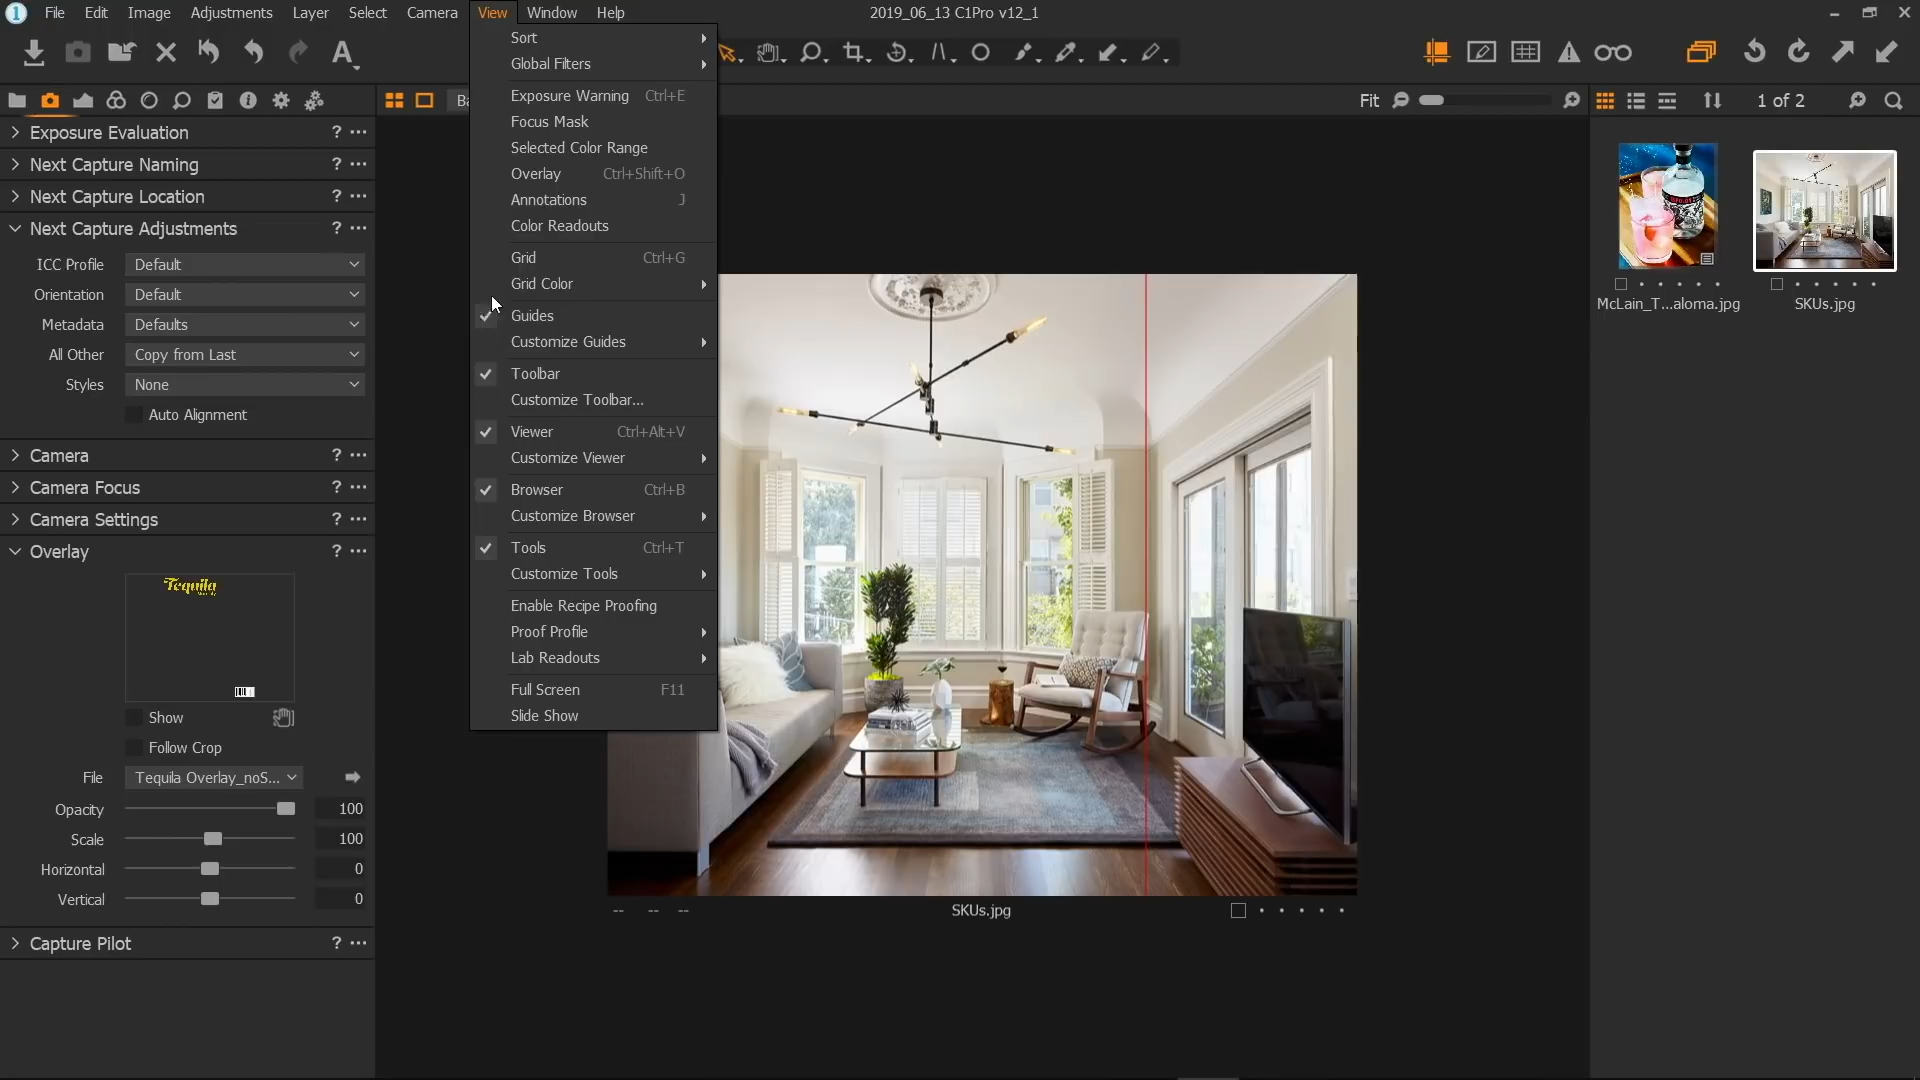 File Edit Image Adjustments Layer Select Camera View Window Help 2019_06_13 C1Pro v12_1
A
Ba Fit 1 of 2
Exposure Evaluation ? ...
Next Capture Naming ? ...
Next Capture Location ? ...
Next Capture Adjustments ? ...
ICC Profile Default
Orientation Default
Metadata Defaults
All Other Copy from Last
Styles None
Auto Alignment
Camera ? ...
Camera Focus ? ...
Camera Settings ? ...
Overlay ? ...
Tequila
Show
Follow Crop
File Tequila Overlay_noS...
Opacity 100
Scale 100
Horizontal 0
Vertical 0
Capture Pilot ? ...
Sort
Global Filters
Exposure Warning Ctrl+E
Focus Mask
Selected Color Range
Overlay Ctrl+Shift+O
Annotations J
Color Readouts
Grid Ctrl+G
Grid Color
Guides
Customize Guides
Toolbar
Customize Toolbar...
Viewer Ctrl+Alt+V
Customize Viewer
Browser Ctrl+B
Customize Browser
Tools Ctrl+T
Customize Tools
Enable Recipe Proofing
Proof Profile
Lab Readouts
Full Screen F11
Slide Show
-- -- -- SKUs.jpg
McLain_T...aloma.jpg SKUs.jpg